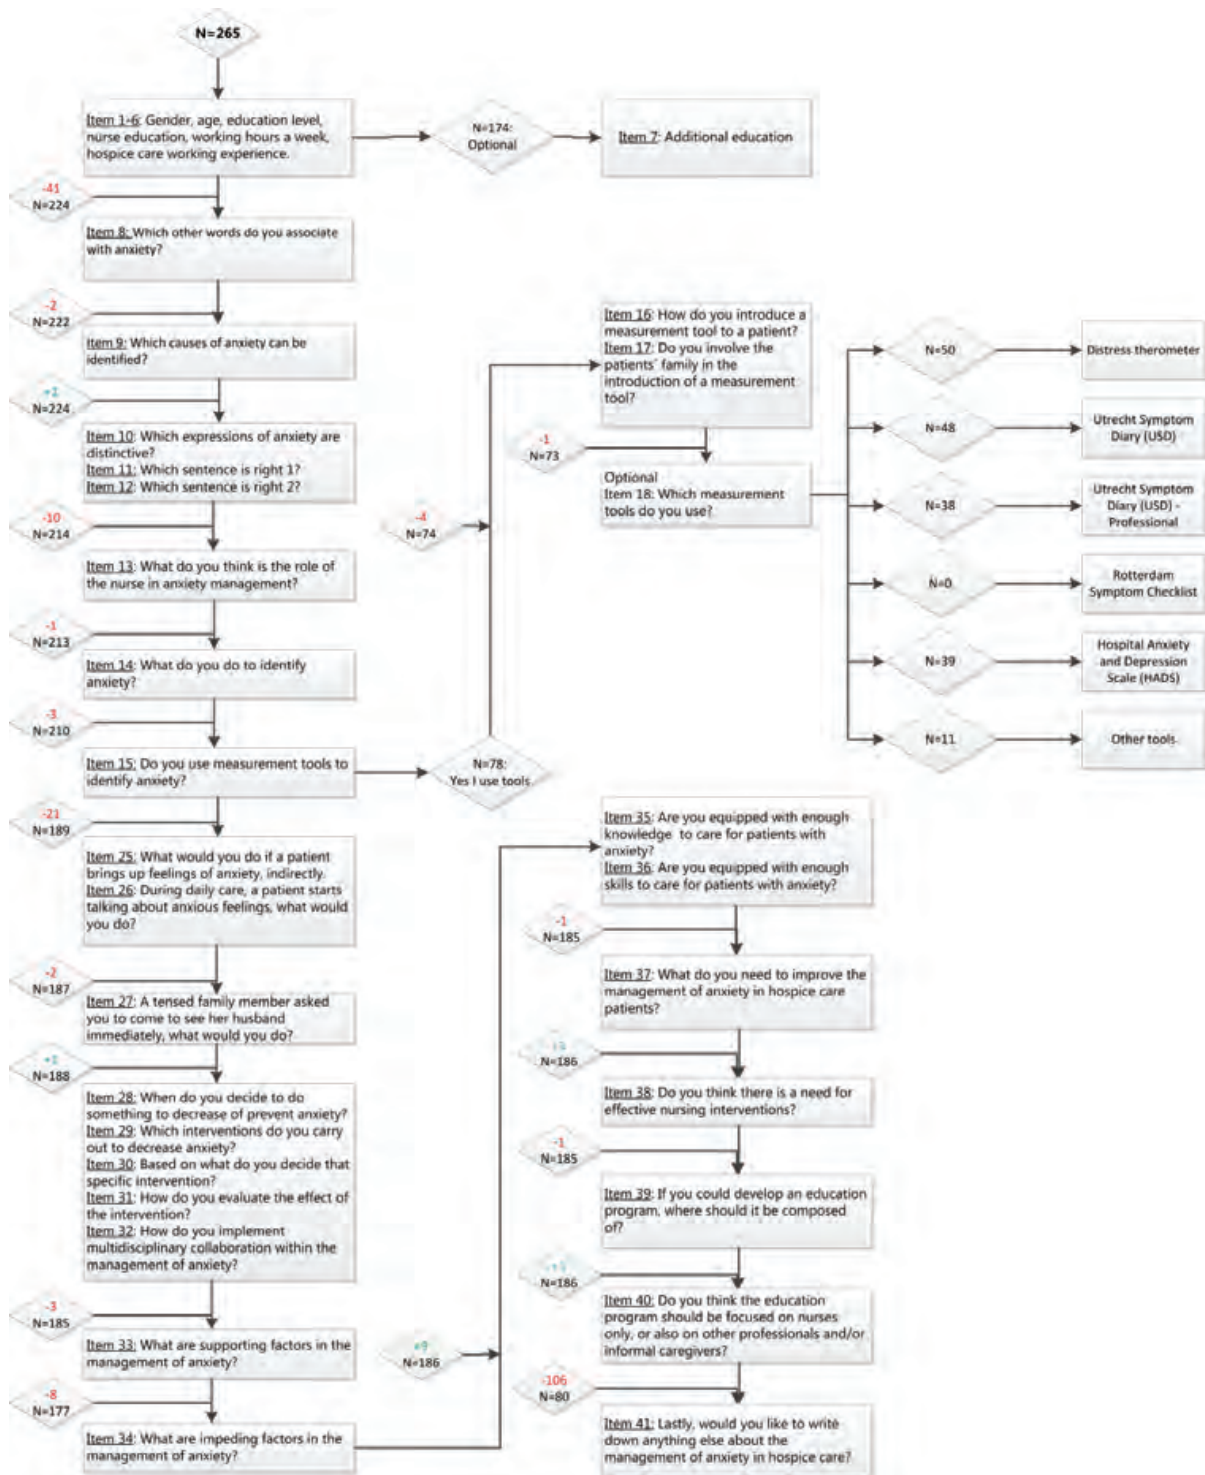 N=265
Item 1-6: Gender, age, education level,
nurse education, working hours a week,
hospice care working experience.
N=174:
Optional
Item 7: Additional education
-41
N=224
Item 8: Which other words do you associate
with anxiety?
-2
N=222
Item 9: Which causes of anxiety can be
identified?
N=224
Item 10: Which expressions of anxiety are
distinctive?
Item 11: Which sentence is right 1?
Item 12: Which sentence is right 2?
-10
N=214
Item 13: What do you think is the role of
the nurse in anxiety management?
-1
N=213
Item 14: What do you do to identify
anxiety?
-3
N=210
Item 15: Do you use measurement tools to
identify anxiety?
N=78:
Yes I use tools
-4
N=74
Item 16: How do you introduce a
measurement tool to a patient?
Item 17: Do you involve the
patients' family in the
introduction of a measurement
tool?
-1
N=73
Optional
Item 18: Which measurement
tools do you use?
N=50
Distress therometer
N=48
Utrecht Symptom
Diary (USD)
N=38
Utrecht Symptom
Diary (USD) -
Professional
N=0
Rotterdam
Symptom Checklist
N=39
Hospital Anxiety
and Depression
Scale (HADS)
N=11
Other tools
-21
N=189
Item 25: What would you do if a patient
brings up feelings of anxiety, indirectly.
Item 26: During daily care, a patient starts
talking about anxious feelings, what would
you do?
-2
N=187
Item 27: A tensed family member asked
you to come to see her husband
immediately, what would you do?
+1
N=188
Item 28: When do you decide to do
something to decrease of prevent anxiety?
Item 29: Which interventions do you carry
out to decrease anxiety?
Item 30: Based on what do you decide that
specific intervention?
Item 31: How do you evaluate the effect of
the intervention?
Item 32: How do you implement
multidisciplinary collaboration within the
management of anxiety?
-3
N=185
Item 33: What are supporting factors in the
management of anxiety?
-8
N=177
Item 34: What are impeding factors in the
management of anxiety?
+9
N=186
Item 35: Are you equipped with enough
knowledge to care for patients with
anxiety?
Item 36: Are you equipped with enough
skills to care for patients with anxiety?
-1
N=185
Item 37: What do you need to improve the
management of anxiety in hospice care
patients?
+1
N=186
Item 38: Do you think there is a need for
effective nursing interventions?
-1
N=185
Item 39: If you could develop an education
program, where should it be composed
of?
+1
N=186
Item 40: Do you think the education
program should be focused on nurses
only, or also on other professionals and/or
informal caregivers?
-106
N=80
Item 41: Lastly, would you like to write
down anything else about the
management of anxiety in hospice care?